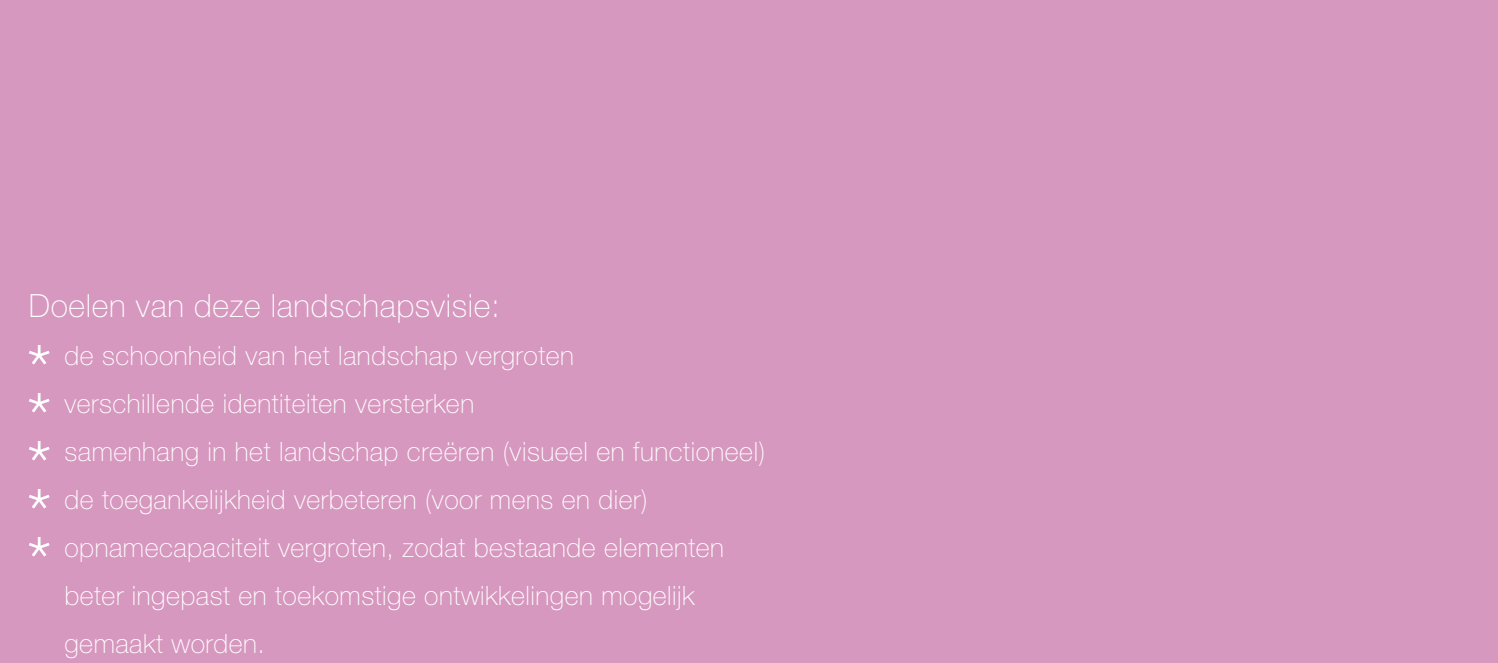 Doelen van deze landschapsvisie:
* de schoonheid van het landschap vergroten
* verschillende identiteiten versterken
* samenhang in het landschap creëren (visueel en functioneel)
* de toegankelijkheid verbeteren (voor mens en dier)
* opnamecapaciteit vergroten, zodat bestaande elementen
beter ingepast en toekomstige ontwikkelingen mogelijk
gemaakt worden.